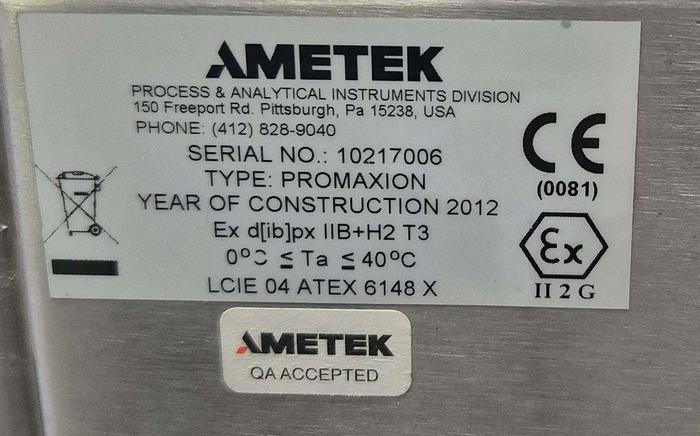 AMETEK
PROCESS & ANALYTICAL INSTRUMENTS DIVISION
150 Freeport Rd. Pittsburgh, Pa 15238, USA
PHONE: (412) 828-9040
SERIAL NO.: 10217006
TYPE: PROMAXION
YEAR OF CONSTRUCTION 2012
Ex d[ib]px IIB+H2 T3
0°C ≤ Ta ≤ 40°C
LCIE 04 ATEX 6148 X
CE
(0081)
Ex
II 2 G
AMETEK
QA ACCEPTED